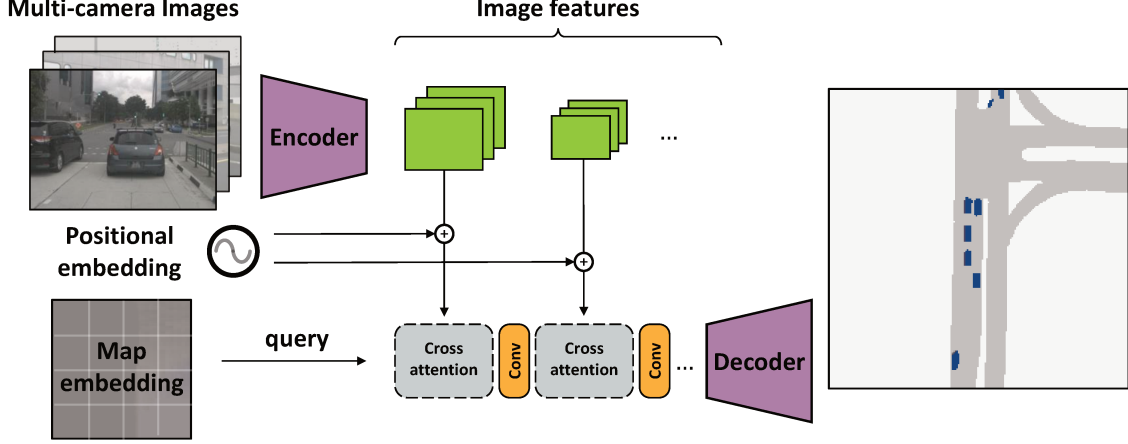 Multi-camera Images
Image features
Encoder
...
Positional
embedding
Map
embedding
query
Cross
attention
Conv
Cross
attention
Conv
...
Decoder